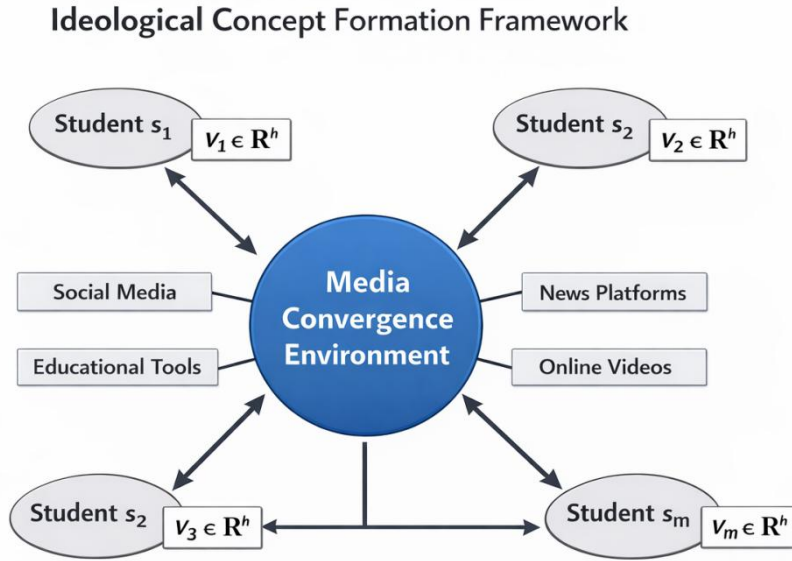 Ideological Concept Formation Framework
Student s₁
V₁ ∈ Rʰ
Student s₂
V₂ ∈ Rʰ
Media
Convergence
Environment
Social Media
News Platforms
Educational Tools
Online Videos
Student s₂
V₃ ∈ Rʰ
Student sₘ
Vₘ ∈ Rʰ